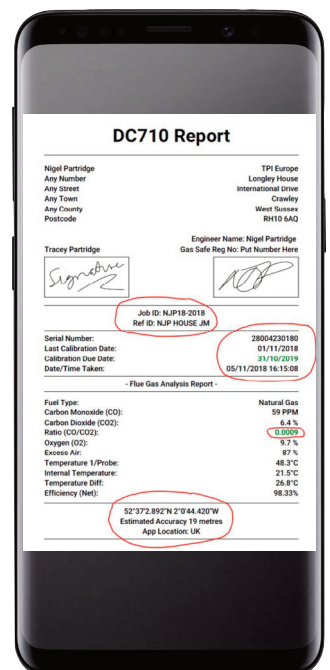 DC710 Report
Nigel Partridge TPI Europe
Any Number Longley House
Any Street International Drive
Any Town Crawley
Any County West Sussex
Postcode RH10 6AQ
Engineer Name: Nigel Partridge
Tracey Partridge Gas Safe Reg No: Put Number Here
Signature
Job ID: NJP18-2018
Ref ID: NJP HOUSE JM
Serial Number: 28004230180
Last Calibration Date: 01/11/2018
Calibration Due Date: 31/10/2019
Date/Time Taken: 05/11/2018 16:15:08
- Flue Gas Analysis Report -
Fuel Type: Natural Gas
Carbon Monoxide (CO): 59 PPM
Carbon Dioxide (CO2): 6.4 %
Ratio (CO/CO2): 0.0009
Oxygen (O2): 9.7 %
Excess Air: 87 %
Temperature 1/Probe: 48.3°C
Internal Temperature: 21.5°C
Temperature Diff: 26.8°C
Efficiency (Net): 98.33%
52°37'2.892"N 2°0'44.420"W
Estimated Accuracy 19 metres
App Location: UK